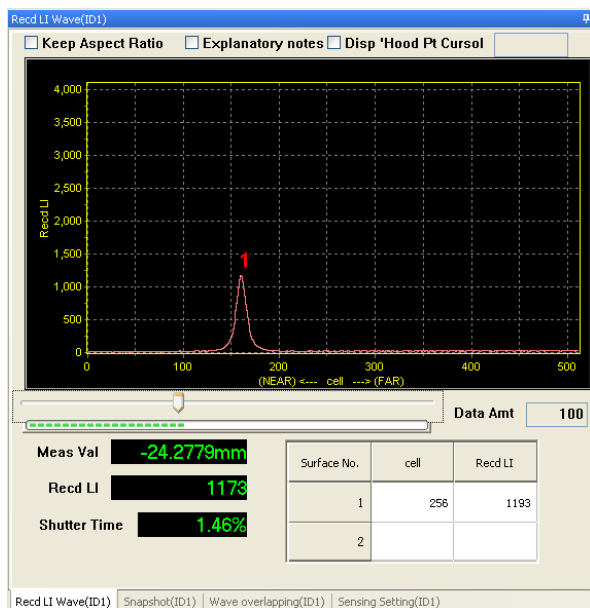 Recd LI Wave(ID1)
Keep Aspect Ratio Explanatory notes Disp 'Hood Pt Cursol
4,000
3,500
3,000
2,500
2,000
1,500
1,000
500
0
Recd LI
1
0 100 200 300 400 500
(NEAR) <--- cell ---> (FAR)
Data Amt 100
Meas Val -24.2779mm
Recd LI 1173
Shutter Time 1.46%
Surface No. cell Recd LI
1 256 1193
2
Recd LI Wave(ID1) Snapshot(ID1) Wave overlapping(ID1) Sensing Setting(ID1)